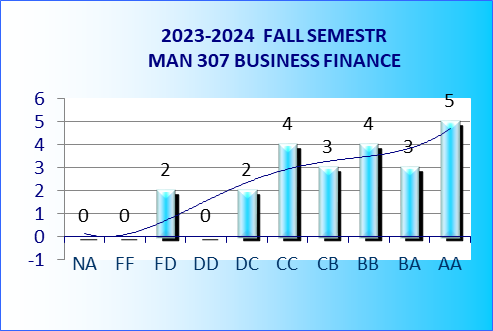 2023-2024 FALL SEMESTR
MAN 307 BUSINESS FINANCE
6
5
4
3
2
1
0
-1
0 0 2 0 2 4 3 4 3 5
NA FF FD DD DC CC CB BB BA AA